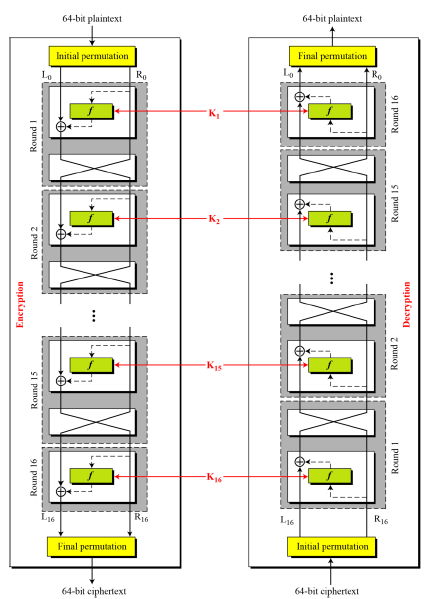 64-bit plaintext
64-bit plaintext
Initial permutation
Final permutation
L0
R0
L0
R0
Round 1
f
K1
f
Round 16
Round 2
f
K2
f
Round 15
Encryption
...
...
Decryption
Round 15
f
K15
f
Round 2
Round 16
f
K16
f
Round 1
L16
R16
L16
R16
Final permutation
Initial permutation
64-bit ciphertext
64-bit ciphertext